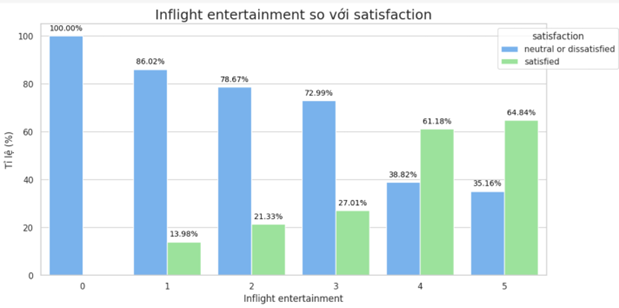 Inflight entertainment so với satisfaction
satisfaction
neutral or dissatisfied
satisfied
Tỉ lệ (%)
100
80
60
40
20
0
100.00%
86.02%
13.98%
78.67%
21.33%
72.99%
27.01%
38.82%
61.18%
35.16%
64.84%
0 1 2 3 4 5
Inflight entertainment